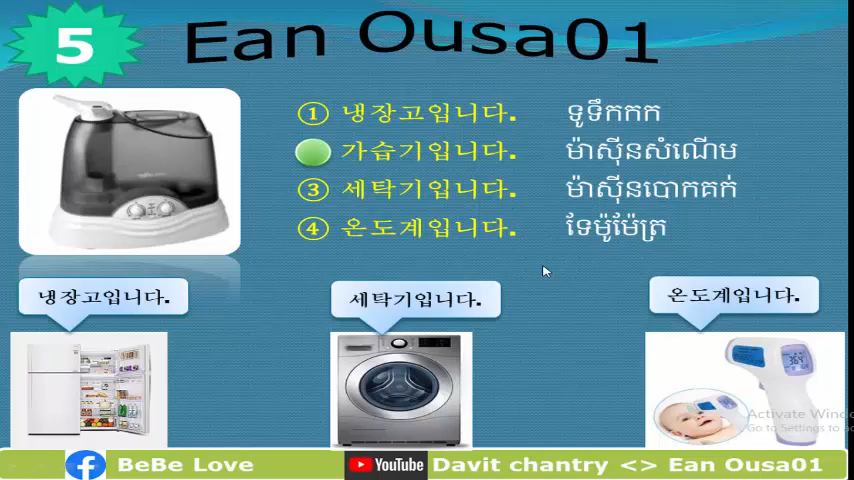 5
Ean Ousa01
① 냉장고입니다. ទូទឹកកក
가습기입니다. ម៉ាស៊ីនសំណើម
③ 세탁기입니다. ម៉ាស៊ីនបោកគក់
④ 온도계입니다. ទែម៉ូម៉ែត្រ
냉장고입니다.
세탁기입니다.
온도계입니다.
Activate Windo
Go to Settings to a
BeBe Love
YouTube Davit chantry <> Ean Ousa01